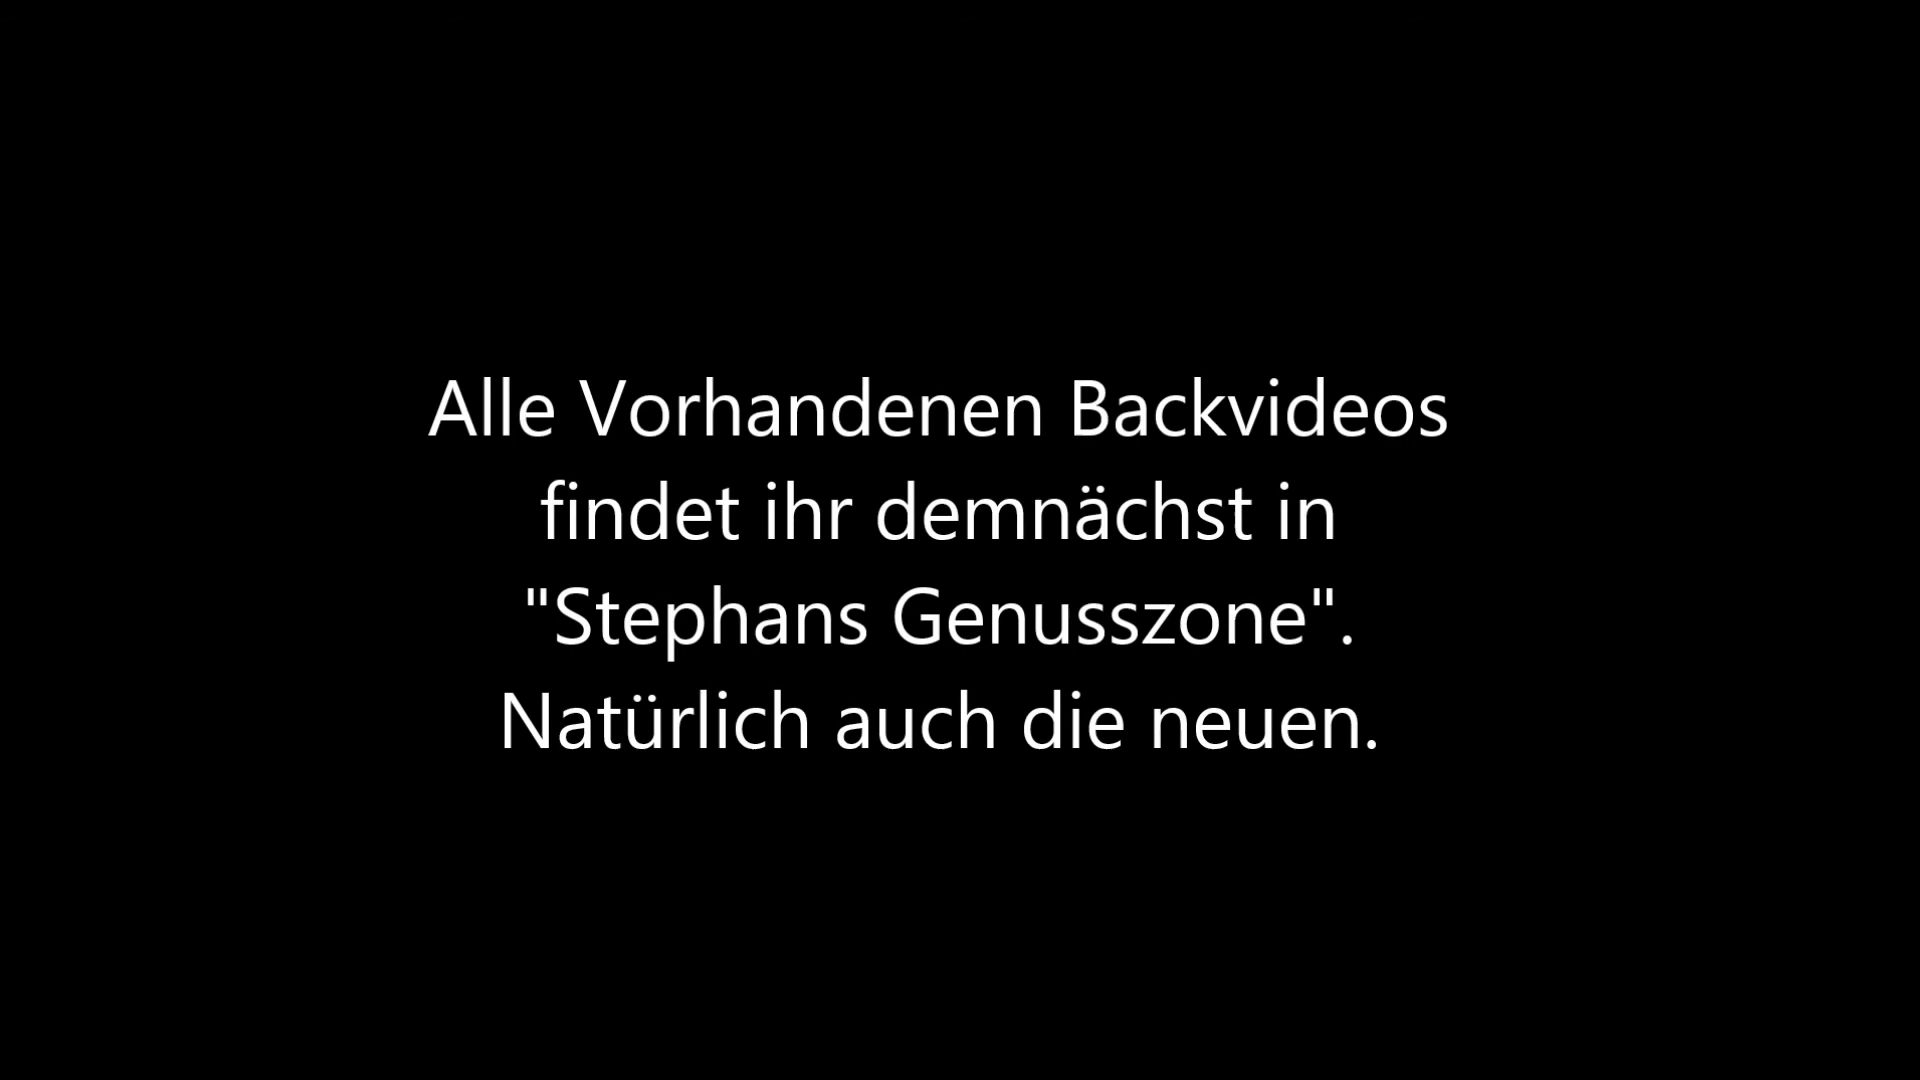 Alle Vorhandenen Backvideos
findet ihr demnächst in
"Stephans Genusszone".
Natürlich auch die neuen.